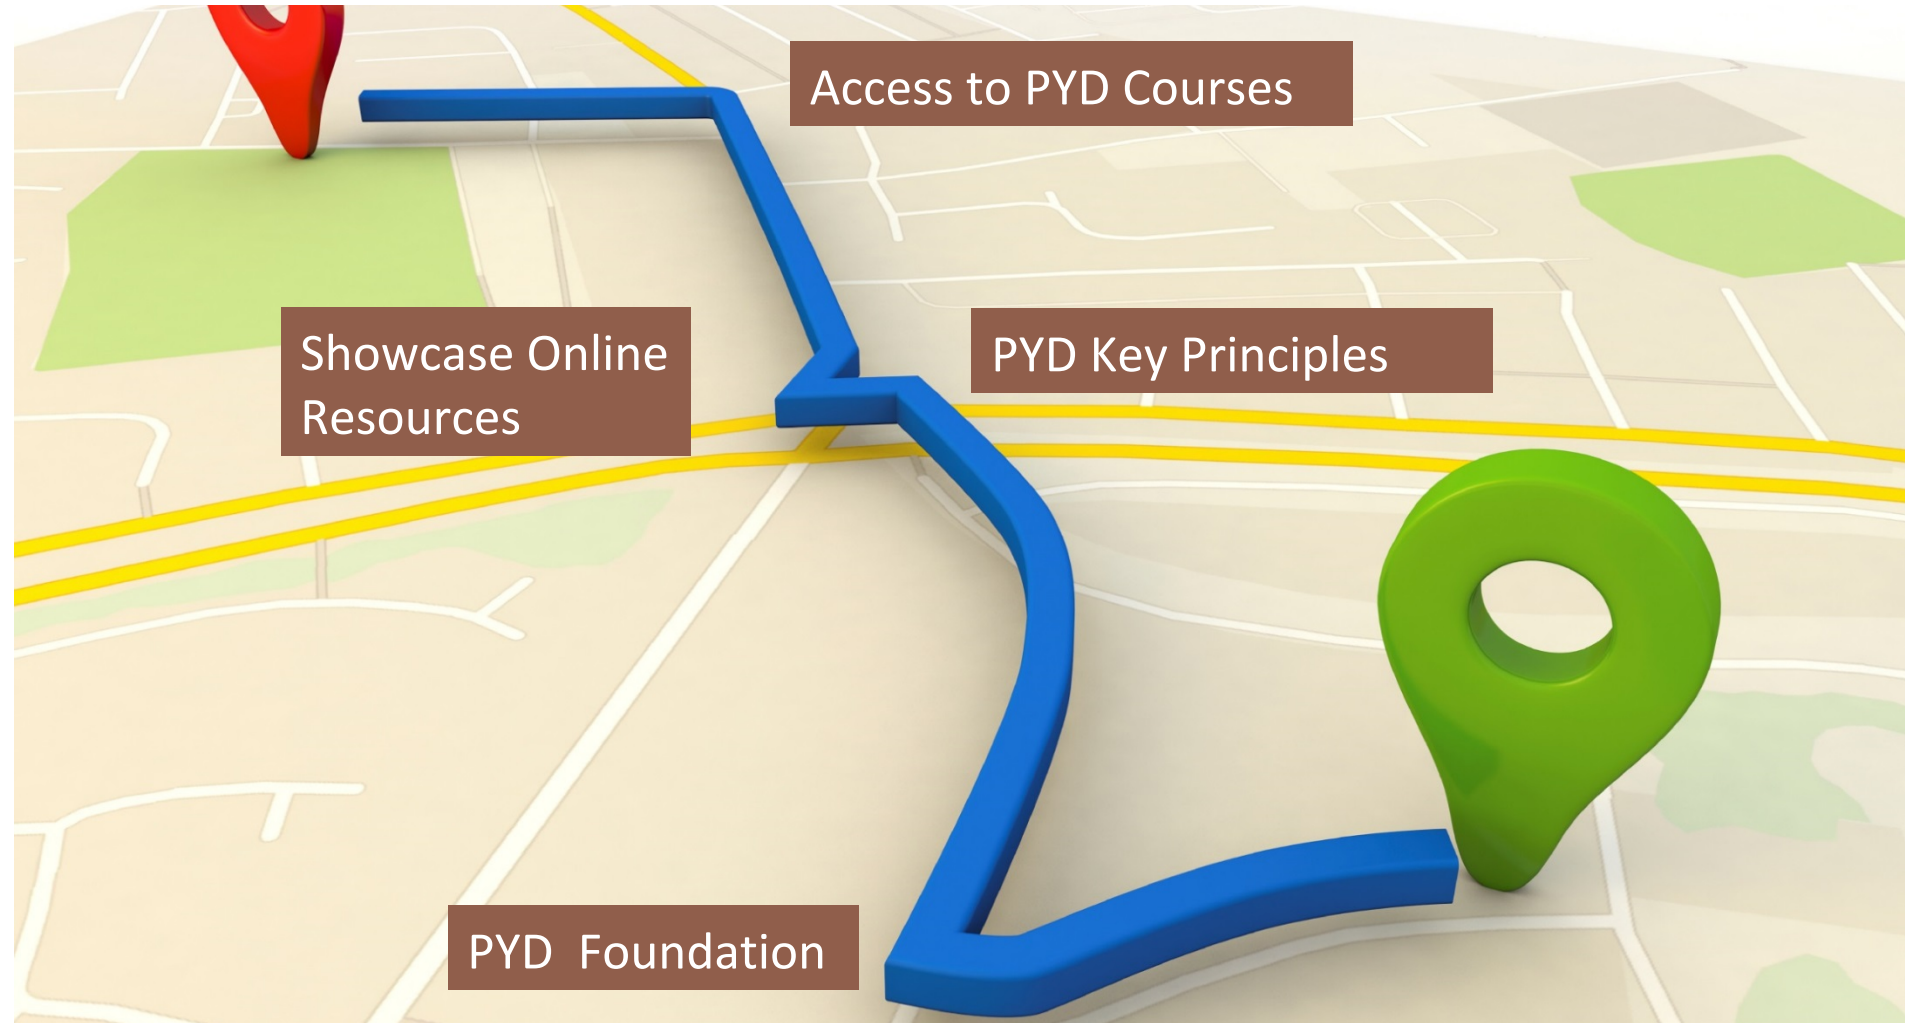 Access to PYD Courses
Showcase Online
Resources
PYD Key Principles
PYD  Foundation